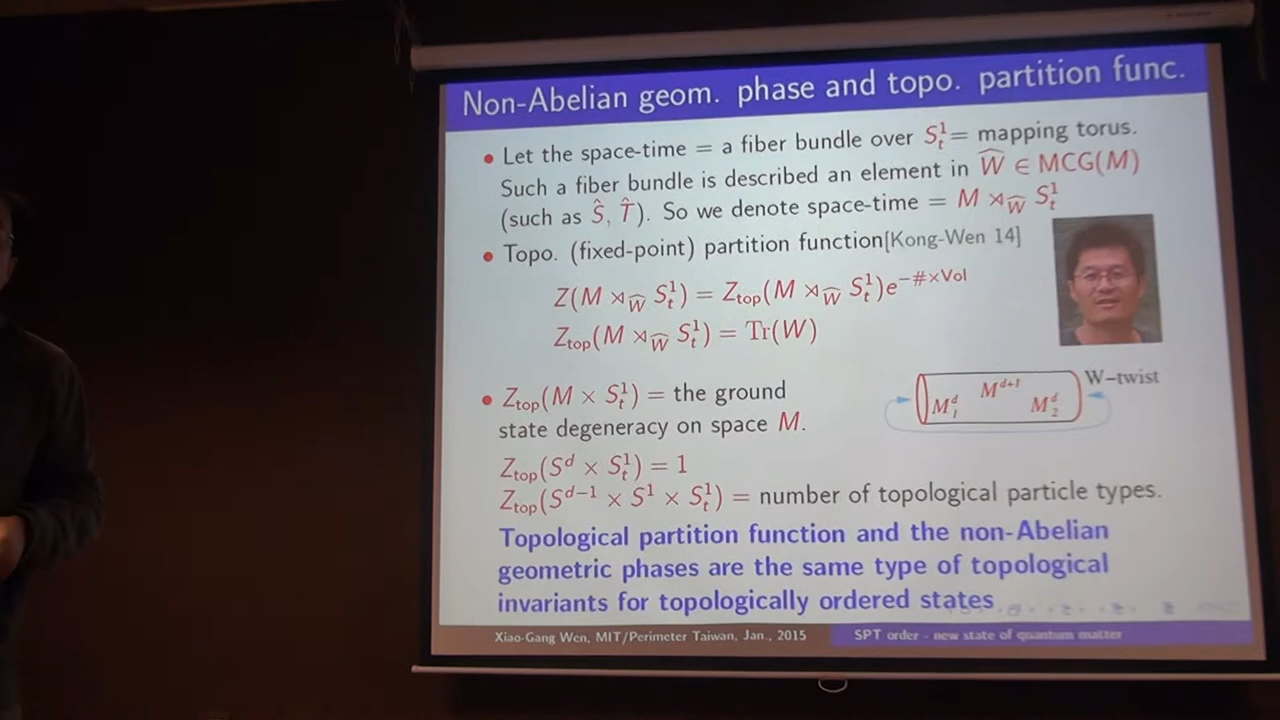 Non-Abelian geom. phase and topo. partition func.
• Let the space-time = a fiber bundle over S¹ₜ= mapping torus.
Such a fiber bundle is described an element in Ŵ ∈ MCG(M)
(such as Ŝ, T̂). So we denote space-time = M ⋊_Ŵ S¹ₜ
• Topo. (fixed-point) partition function[Kong-Wen 14]
Z(M ⋊_Ŵ S¹ₜ) = Z_top(M ⋊_Ŵ S¹ₜ)e^{−#×Vol}
Z_top(M ⋊_Ŵ S¹ₜ) = Tr(W)
• Z_top(M × S¹ₜ) = the ground
state degeneracy on space M.
W−twist
M^{d+1}
M^d_1
M^d_2
Z_top(S^d × S¹ₜ) = 1
Z_top(S^{d−1} × S¹ × S¹ₜ) = number of topological particle types.
Topological partition function and the non-Abelian
geometric phases are the same type of topological
invariants for topologically ordered states
Xiao-Gang Wen, MIT/Perimeter Taiwan, Jan., 2015
SPT order - new state of quantum matter